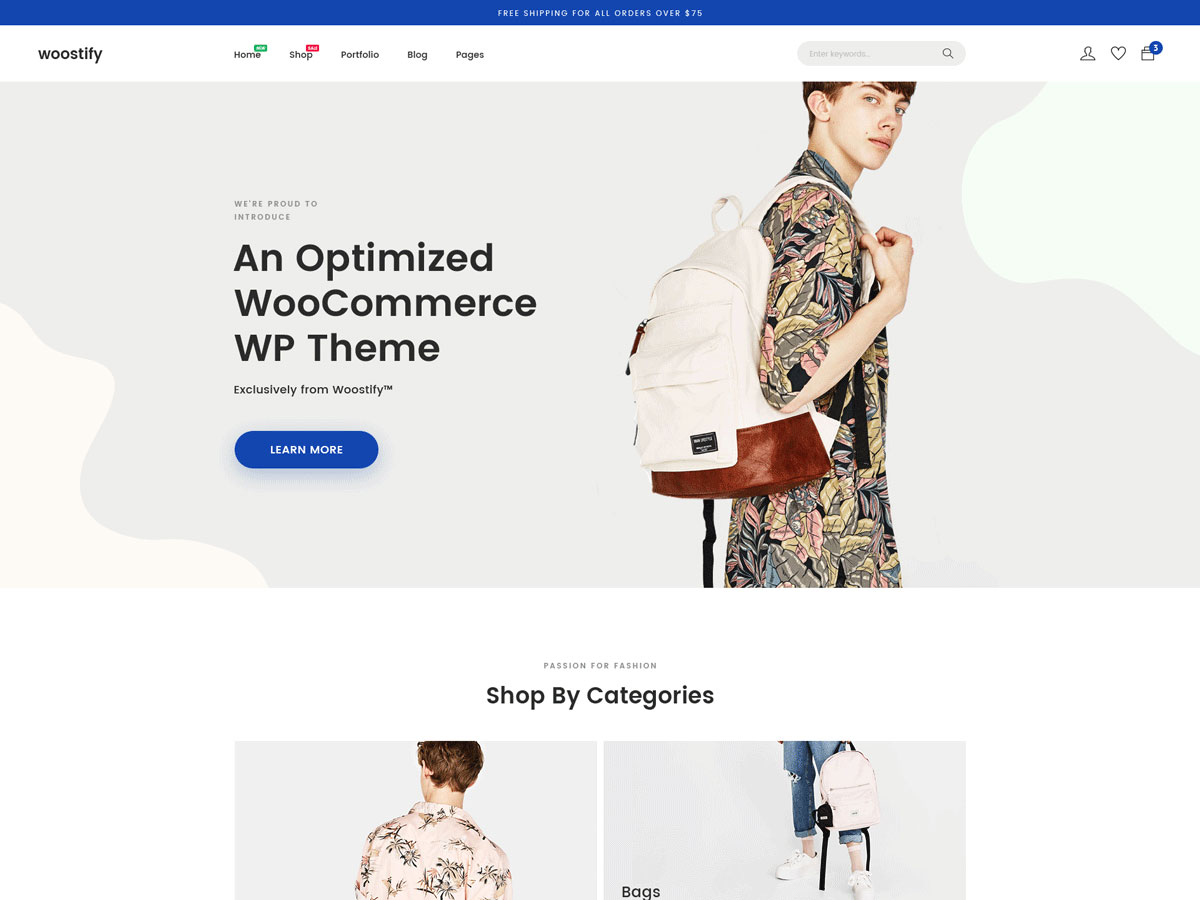 FREE SHIPPING FOR ALL ORDERS OVER $75
woostify
Home NEW
Shop SALE
Portfolio
Blog
Pages
Enter keywords...
3
WE'RE PROUD TO
INTRODUCE
An Optimized
WooCommerce
WP Theme
Exclusively from Woostify™
LEARN MORE
PASSION FOR FASHION
Shop By Categories
Bags